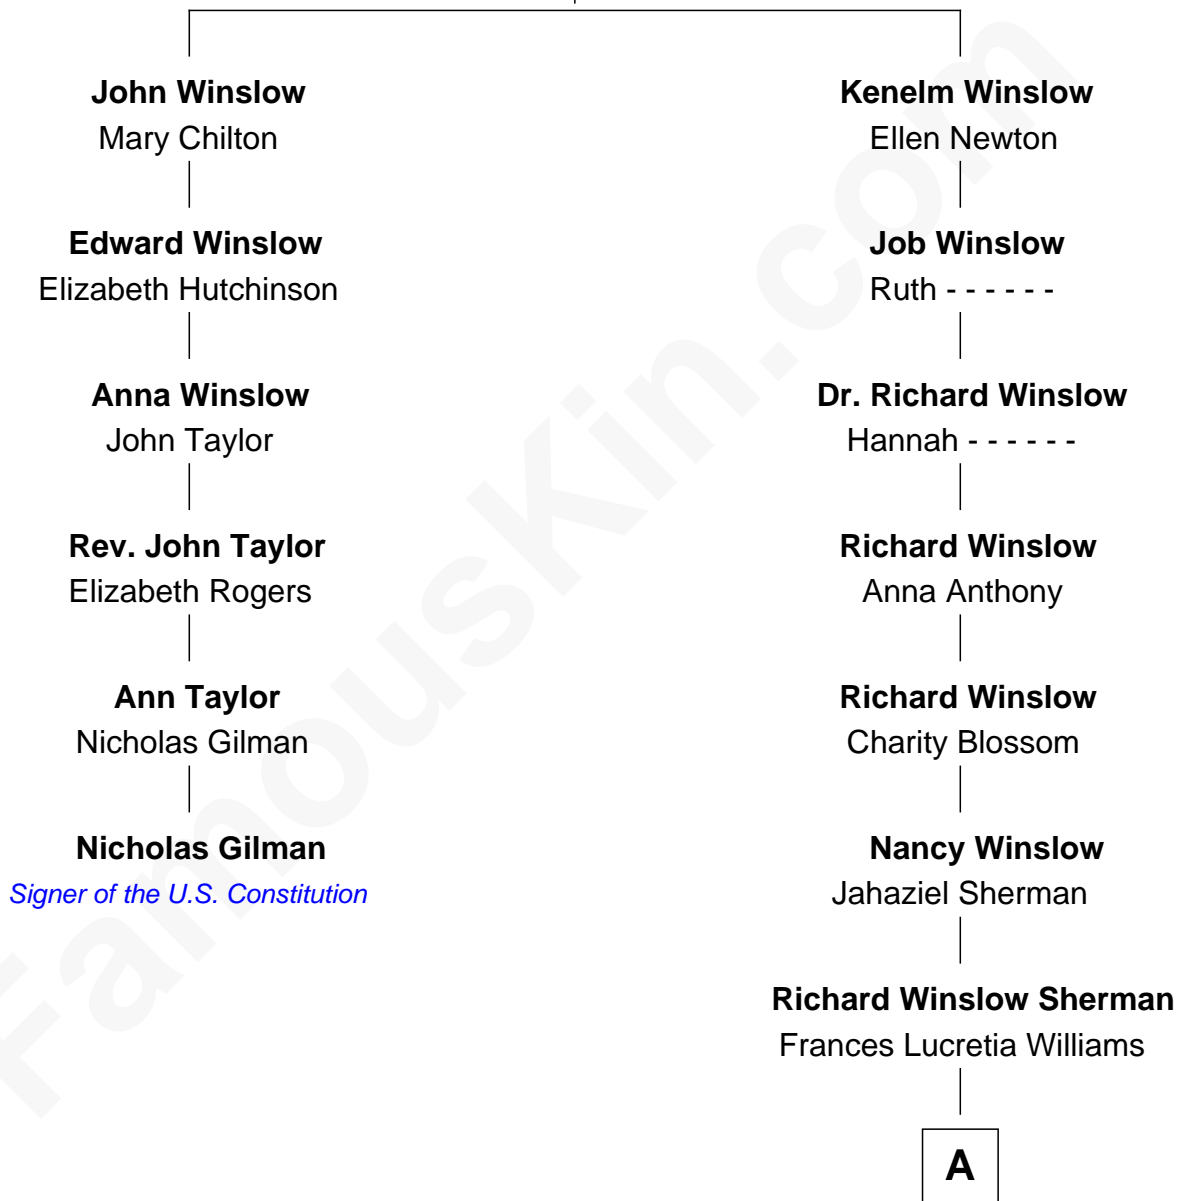 John Winslow
Mary Chilton
Edward Winslow
Elizabeth Hutchinson
Anna Winslow
John Taylor
Rev. John Taylor
Elizabeth Rogers
Ann Taylor
Nicholas Gilman
Nicholas Gilman
Signer of the U.S. Constitution
Kenelm Winslow
Ellen Newton
Job Winslow
Ruth - - - - - -
Dr. Richard Winslow
Hannah - - - - - -
Richard Winslow
Anna Anthony
Richard Winslow
Charity Blossom
Nancy Winslow
Jahaziel Sherman
Richard Winslow Sherman
Frances Lucretia Williams
A
FamousKin.com